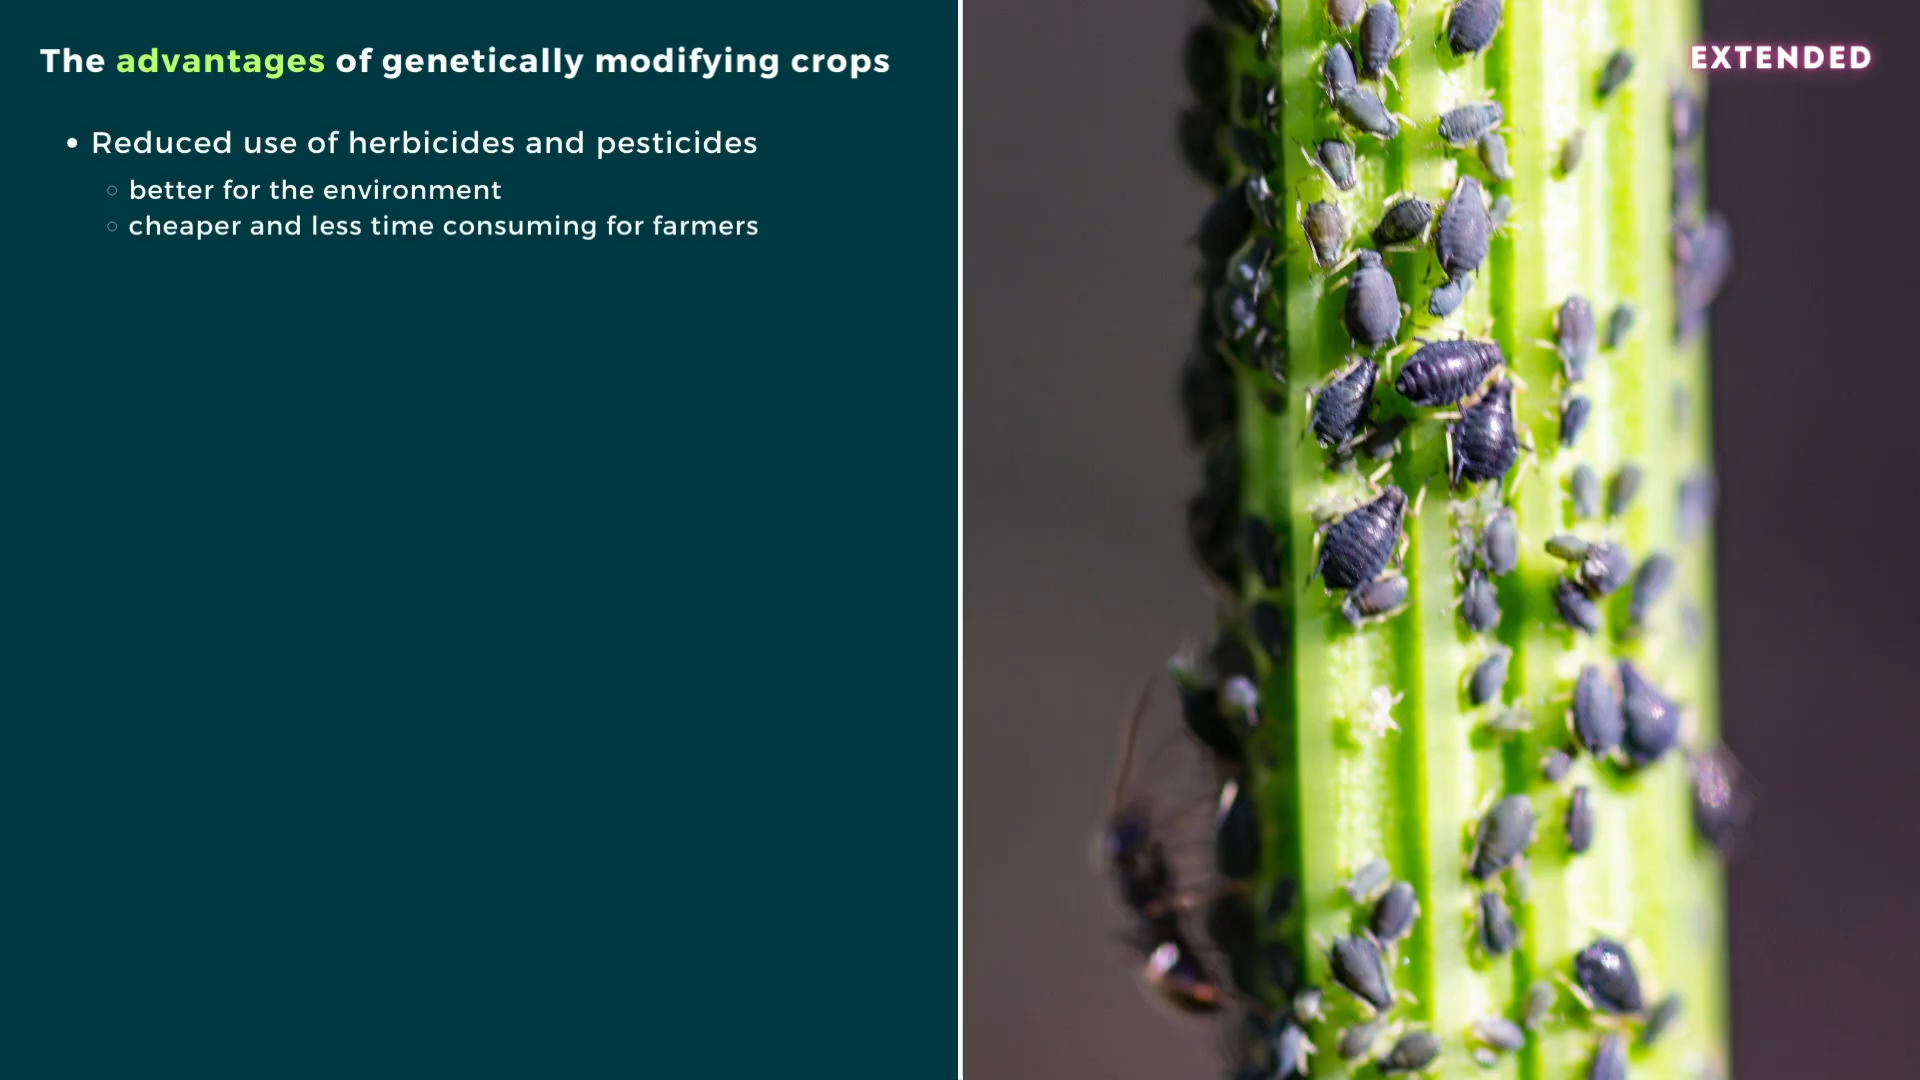 The advantages of genetically modifying crops
EXTENDED
• Reduced use of herbicides and pesticides
○ better for the environment
○ cheaper and less time consuming for farmers